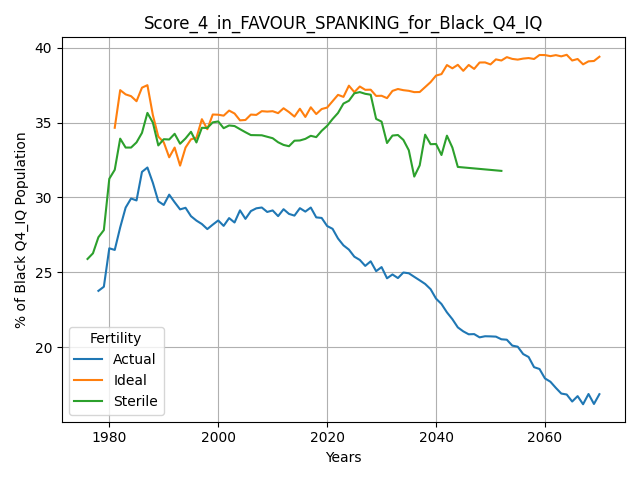 Score_4_in_FAVOUR_SPANKING_for_Black_Q4_IQ
% of Black Q4_IQ Population
40
35
30
25
20
Fertility
Actual
Ideal
Sterile
1980 2000 2020 2040 2060
Years